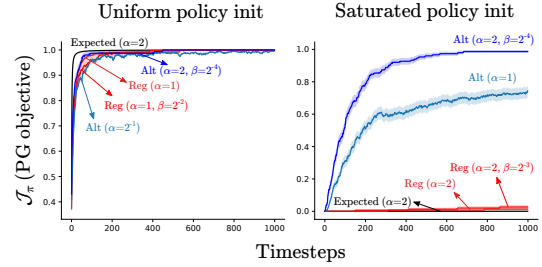 Uniform policy init
Saturated policy init
𝒥π (PG objective)
1.0
0.9
0.8
0.7
0.6
0.5
0.4
Expected (α=2)
Alt (α=2, β=2⁻⁴)
Reg (α=1)
Reg (α=1, β=2⁻²)
Alt (α=2⁻¹)
0 200 400 600 800 1000
1.0
0.8
0.6
0.4
0.2
0.0
Alt (α=2, β=2⁻⁴)
Alt (α=1)
Reg (α=2, β=2⁻³)
Reg (α=2)
Expected (α=2)
0 200 400 600 800 1000
Timesteps